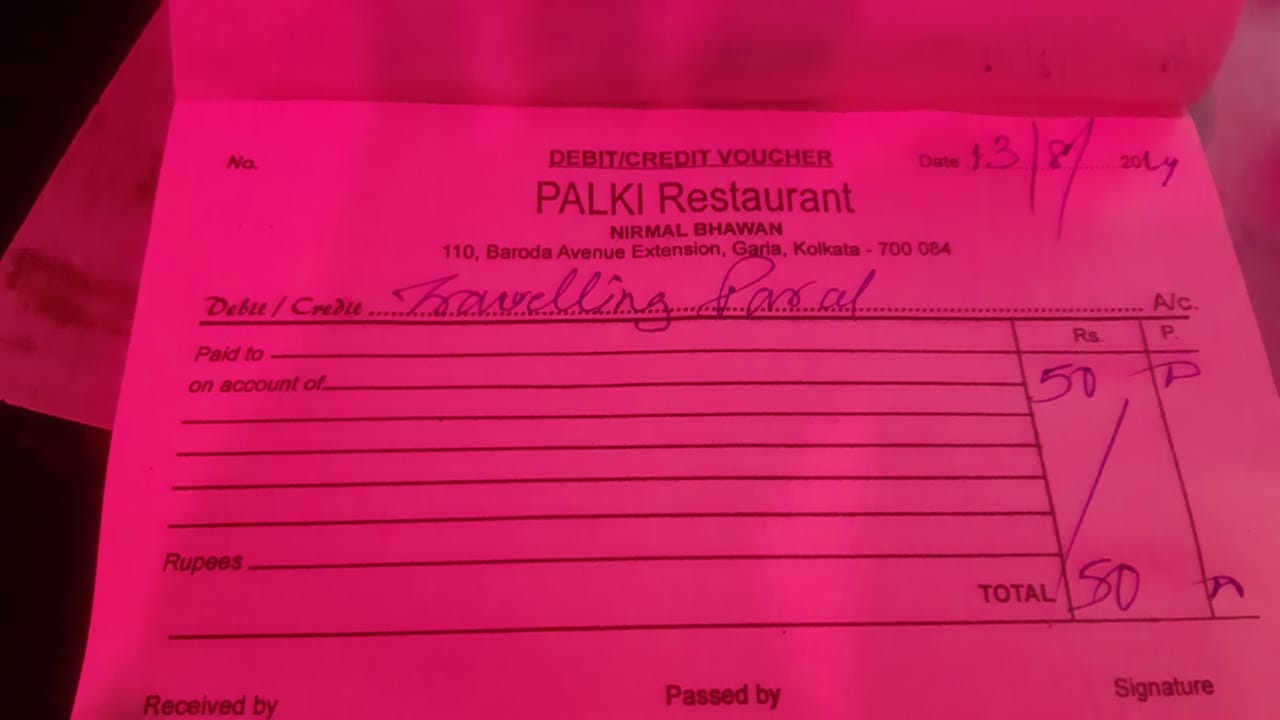 No. DEBIT/CREDIT VOUCHER Date 13/8/2024
PALKI Restaurant
NIRMAL BHAWAN
110, Baroda Avenue Extension, Garia, Kolkata - 700 084
Debit / Credit Travelling Paral A/c.
Rs. P.
Paid to
on account of 50
Rupees
TOTAL 50
Received by Passed by Signature